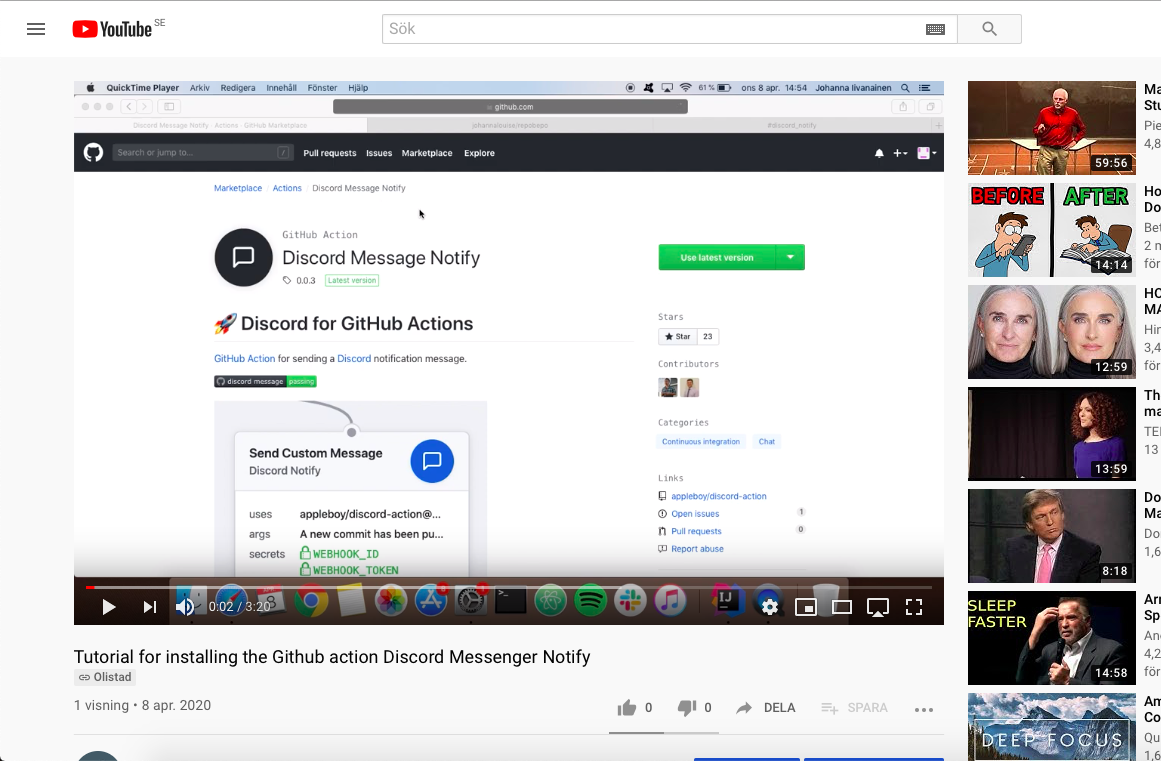 YouTube SE
Sök
QuickTime Player Arkiv Redigera Innehåll Fönster Hjälp 61 % ons 8 apr. 14:54 Johanna Iivanainen
github.com
Discord Message Notify · Actions · GitHub Marketplace #discord_notify
Search or jump to... / Pull requests Issues Marketplace Explore
Marketplace / Actions / Discord Message Notify
GitHub Action
Discord Message Notify
0.0.3 Latest version
Use latest version
Discord for GitHub Actions
GitHub Action for sending a Discord notification message.
discord message passing
Send Custom Message
Discord Notify
uses appleboy/discord-action@...
args A new commit has been pu...
secrets WEBHOOK_ID
WEBHOOK_TOKEN
Stars
Star 23
Contributors
Categories
Continuous integration Chat
Links
appleboy/discord-action
Open issues 1
Pull requests 0
Report abuse
0:02 / 3:20
Tutorial for installing the Github action Discord Messenger Notify
Olistad
1 visning • 8 apr. 2020
0 0 DELA SPARA
59:56
Ma
Stu
Pie
4,8
BEFORE AFTER
14:14
Ho
Do
Bet
2 m
för
12:59
HO
MA
Hir
3,4
för
13:59
Th
ma
TED
13
8:18
Do
Ma
Do
1,6
SLEEP
FASTER
14:58
Arn
Sp
And
4,2
för
DEEP FOCUS
Am
Co
Qu
1,6